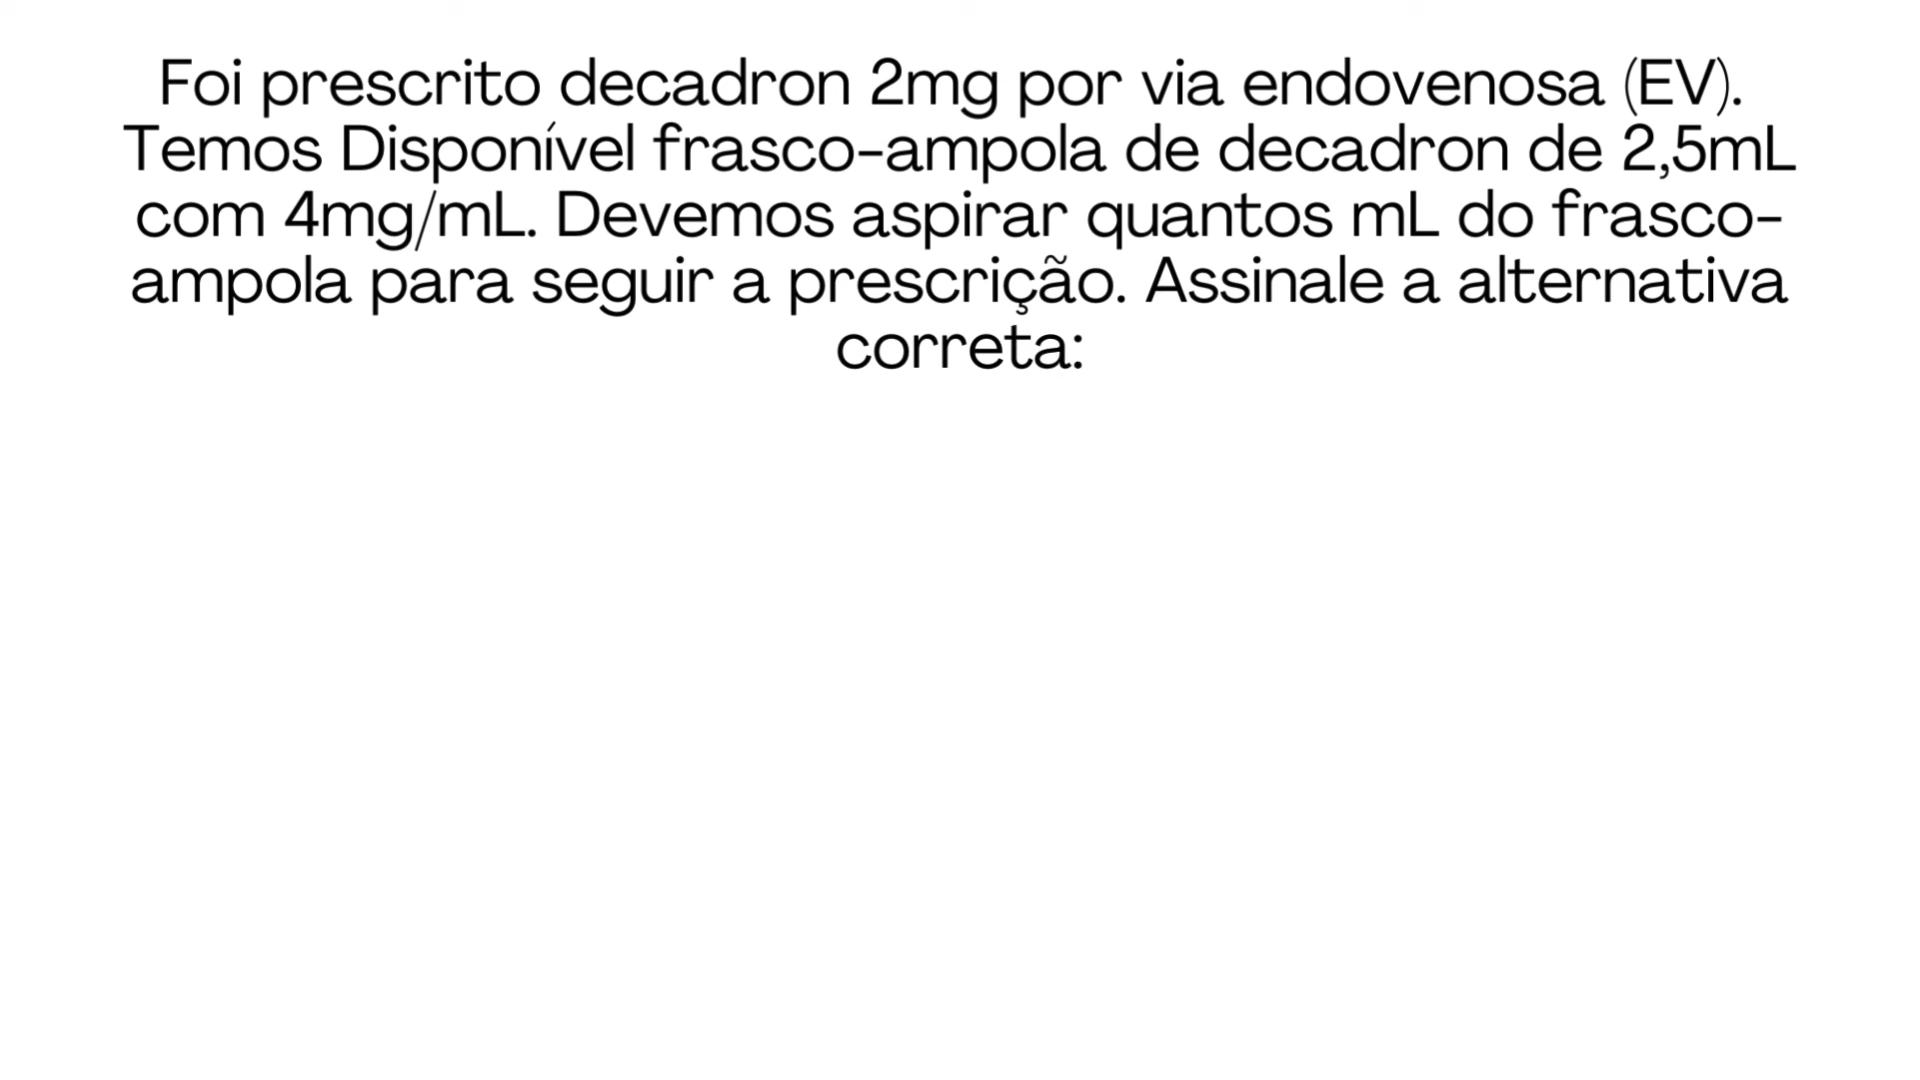 Foi prescrito decadron 2mg por via endovenosa (EV).
Temos Disponível frasco-ampola de decadron de 2,5mL
com 4mg/mL. Devemos aspirar quantos mL do frasco-
ampola para seguir a prescrição. Assinale a alternativa
correta: